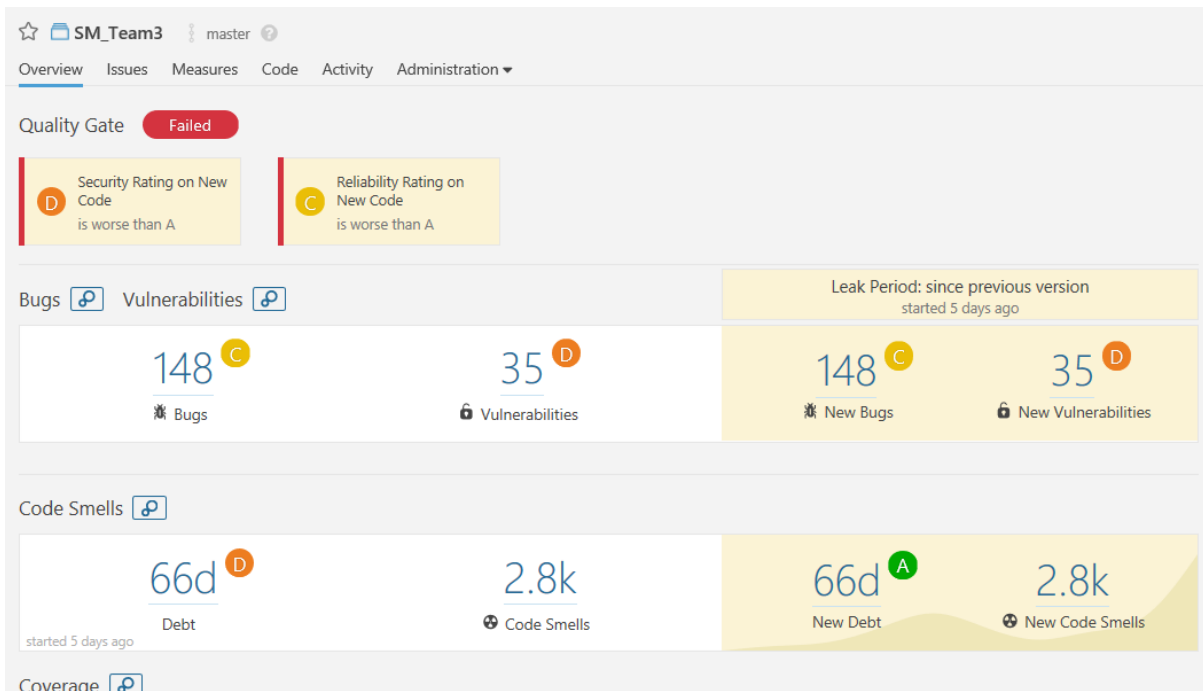 SM_Team3 master ?
Overview Issues Measures Code Activity Administration
Quality Gate Failed
D Security Rating on New
Code
is worse than A
C Reliability Rating on
New Code
is worse than A
Leak Period: since previous version
started 5 days ago
Bugs Vulnerabilities
148 C
Bugs
35 D
Vulnerabilities
148 C
New Bugs
35 D
New Vulnerabilities
Code Smells
66d D
Debt
2.8k
Code Smells
started 5 days ago
66d A
New Debt
2.8k
New Code Smells
Coverage